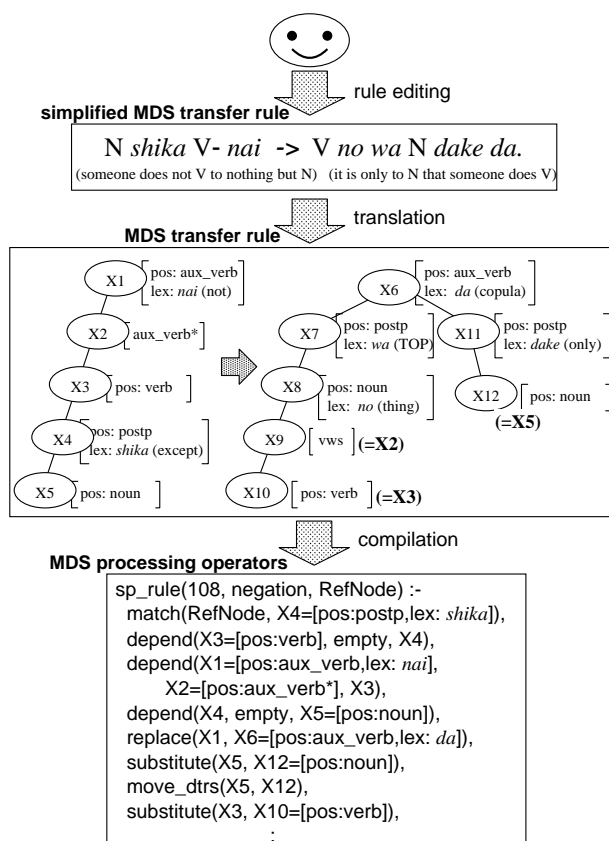 rule editing
simplified MDS transfer rule
N shika V- nai -> V no wa N dake da.
(someone does not V to nothing but N) (it is only to N that someone does V)
translation
MDS transfer rule
X1 pos: aux_verb
lex: nai (not)
X2 aux_verb*
X3 pos: verb
X4 pos: postp
lex: shika (except)
X5 pos: noun
X6 pos: aux_verb
lex: da (copula)
X7 pos: postp
lex: wa (TOP)
X11 pos: postp
lex: dake (only)
X8 pos: noun
lex: no (thing)
X12 pos: noun
(=X5)
X9 vws (=X2)
X10 pos: verb (=X3)
compilation
MDS processing operators
sp_rule(108, negation, RefNode) :-
match(RefNode, X4=[pos:postp,lex: shika]),
depend(X3=[pos:verb], empty, X4),
depend(X1=[pos:aux_verb,lex: nai],
X2=[pos:aux_verb*], X3),
depend(X4, empty, X5=[pos:noun]),
replace(X1, X6=[pos:aux_verb,lex: da]),
substitute(X5, X12=[pos:noun]),
move_dtrs(X5, X12),
substitute(X3, X10=[pos:verb]),
: